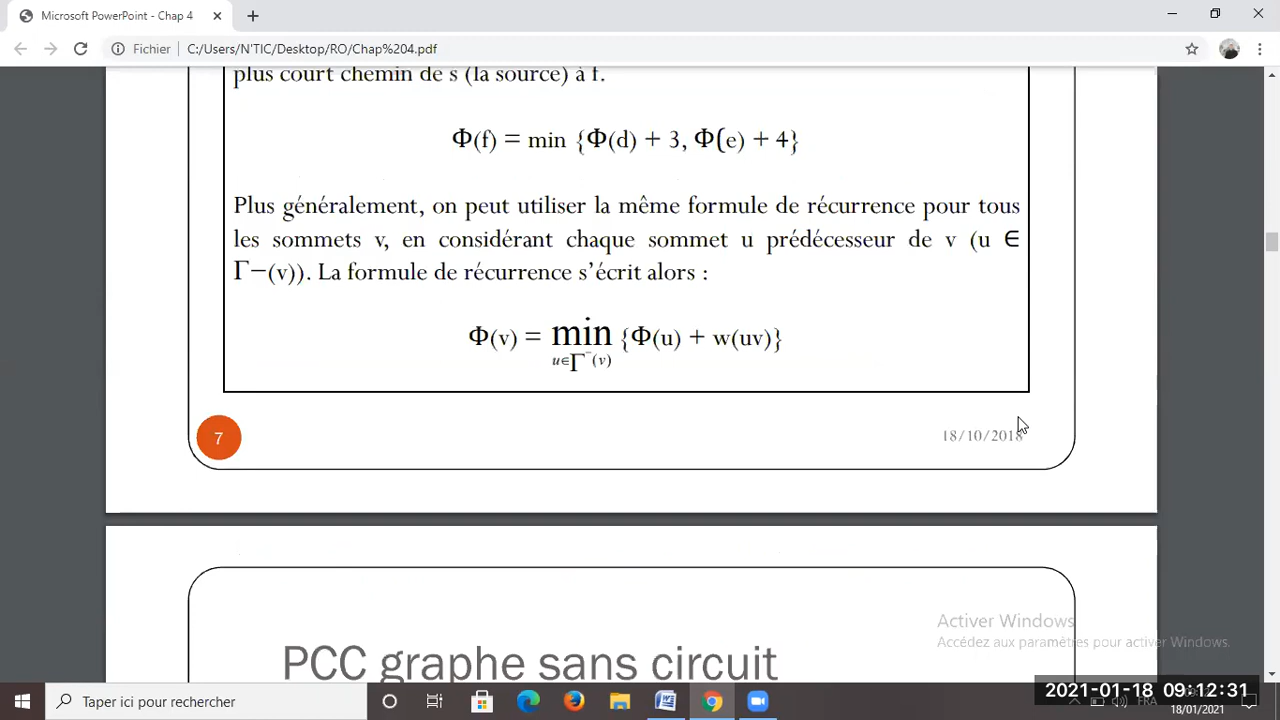 Microsoft PowerPoint - Chap 4
Fichier
C:/Users/N'TIC/Desktop/RO/Chap%204.pdf
plus court chemin de s (la source) à f.
Φ(f) = min {Φ(d) + 3, Φ(e) + 4}
Plus généralement, on peut utiliser la même formule de récurrence pour tous
les sommets v, en considérant chaque sommet u prédécesseur de v (u ∈
Γ−(v)). La formule de récurrence s'écrit alors :
Φ(v) = min {Φ(u) + w(uv)}
u∈Γ⁻(v)
7
18/10/2018
PCC graphe sans circuit
Activer Windows
Accédez aux paramètres pour activer Windows.
Taper ici pour rechercher
FRA
2021-01-18 09:12:31
18/01/2021